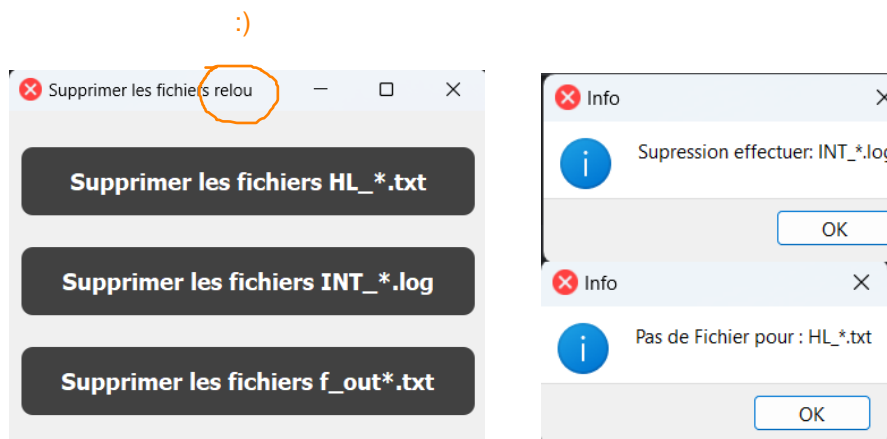 :)
Supprimer les fichiers relou
Supprimer les fichiers HL_*.txt
Supprimer les fichiers INT_*.log
Supprimer les fichiers f_out*.txt
Info
Supression effectuer: INT_*.log
OK
Info
Pas de Fichier pour : HL_*.txt
OK